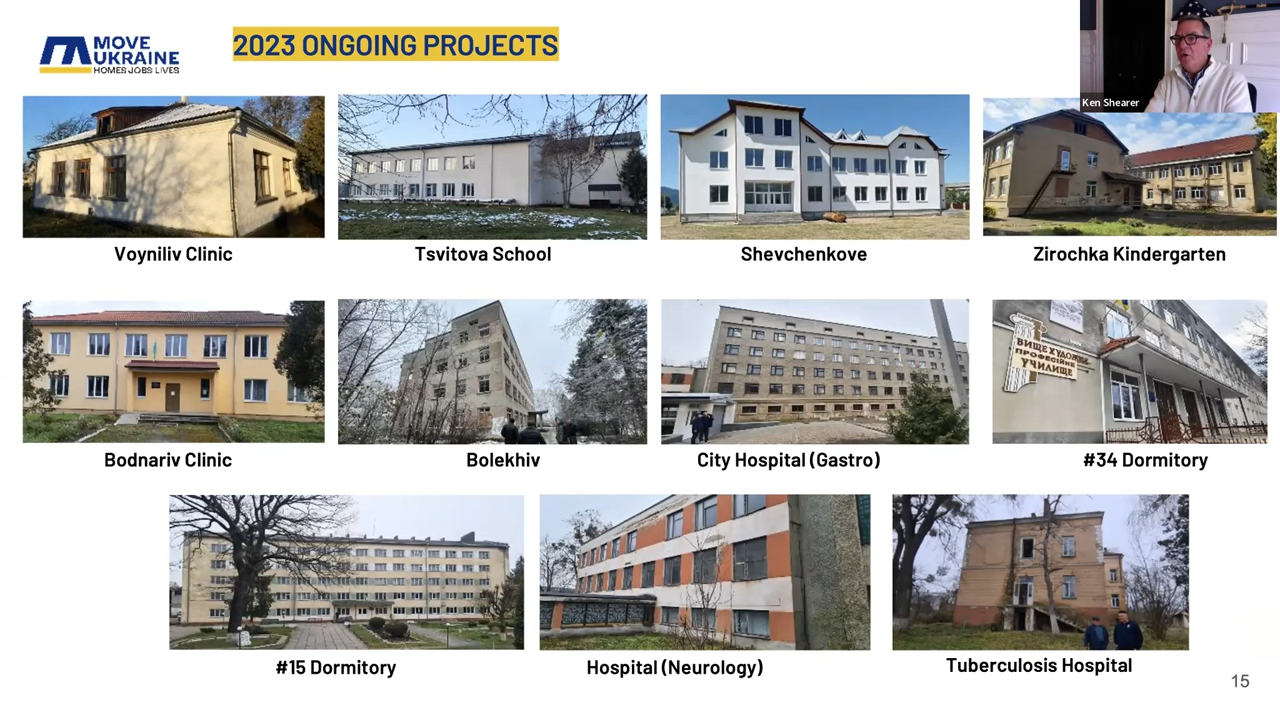 MOVE
UKRAINE
HOMES JOBS LIVES
2023 ONGOING PROJECTS
Ken Shearer
Voyniliv Clinic
Tsvitova School
Shevchenkove
Zirochka Kindergarten
ВИЩЕ ХУДОЖНЄ
ПРОФЕСІЙНЕ
УЧИЛИЩЕ
Bodnariv Clinic
Bolekhiv
City Hospital (Gastro)
#34 Dormitory
#15 Dormitory
Hospital (Neurology)
Tuberculosis Hospital
15